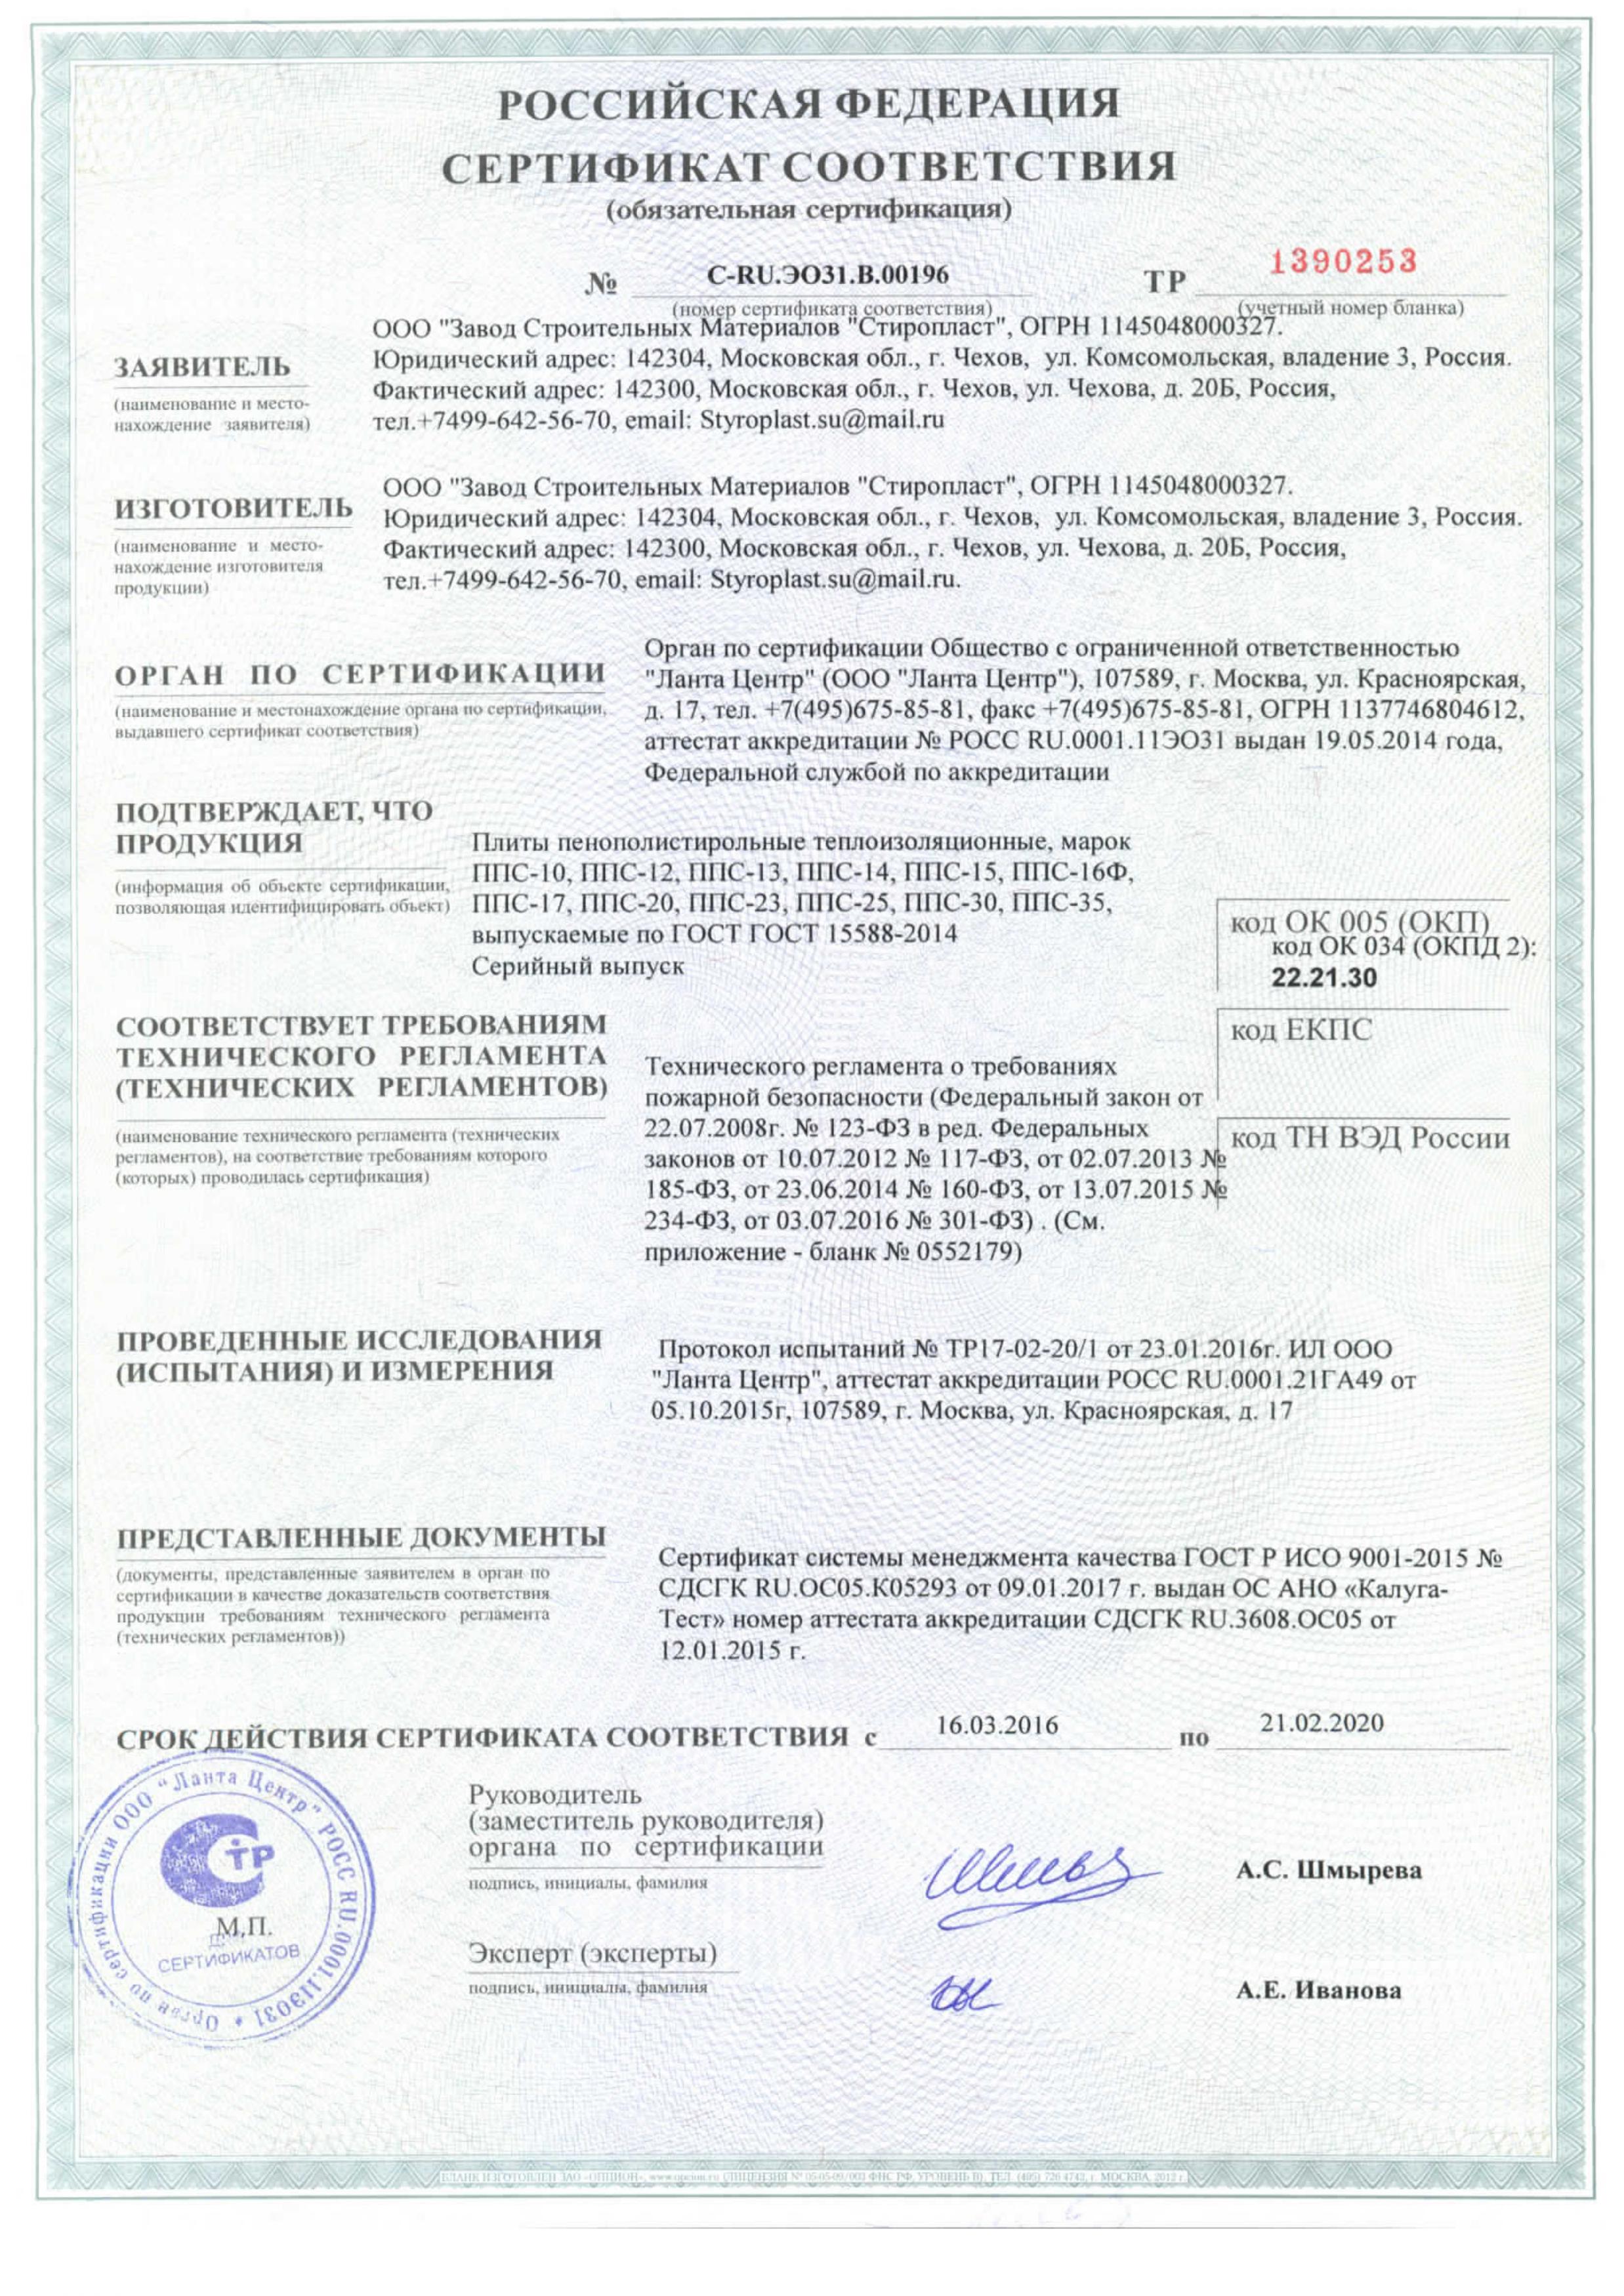 РОССИЙСКАЯ ФЕДЕРАЦИЯ
СЕРТИФИКАТ СООТВЕТСТВИЯ
(обязательная сертификация)
№ C-RU.ЭО31.В.00196
(номер сертификата соответствия)
ТР 1390253
(учетный номер бланка)
ЗАЯВИТЕЛЬ
(наименование и место-
нахождение заявителя)
ООО "Завод Строительных Материалов "Стиропласт", ОГРН 1145048000327.
Юридический адрес: 142304, Московская обл., г. Чехов, ул. Комсомольская, владение 3, Россия.
Фактический адрес: 142300, Московская обл., г. Чехов, ул. Чехова, д. 20Б, Россия,
тел.+7499-642-56-70, email: Styroplast.su@mail.ru
ИЗГОТОВИТЕЛЬ
(наименование и место-
нахождение изготовителя
продукции)
ООО "Завод Строительных Материалов "Стиропласт", ОГРН 1145048000327.
Юридический адрес: 142304, Московская обл., г. Чехов, ул. Комсомольская, владение 3, Россия.
Фактический адрес: 142300, Московская обл., г. Чехов, ул. Чехова, д. 20Б, Россия,
тел.+7499-642-56-70, email: Styroplast.su@mail.ru.
ОРГАН ПО СЕРТИФИКАЦИИ
(наименование и местонахождение органа по сертификации,
выдавшего сертификат соответствия)
Орган по сертификации Общество с ограниченной ответственностью
"Ланта Центр" (ООО "Ланта Центр"), 107589, г. Москва, ул. Красноярская,
д. 17, тел. +7(495)675-85-81, факс +7(495)675-85-81, ОГРН 1137746804612,
аттестат аккредитации № РОСС RU.0001.11ЭО31 выдан 19.05.2014 года,
Федеральной службой по аккредитации
ПОДТВЕРЖДАЕТ, ЧТО
ПРОДУКЦИЯ
(информация об объекте сертификации,
позволяющая идентифицировать объект)
Плиты пенополистирольные теплоизоляционные, марок
ППС-10, ППС-12, ППС-13, ППС-14, ППС-15, ППС-16Ф,
ППС-17, ППС-20, ППС-23, ППС-25, ППС-30, ППС-35,
выпускаемые по ГОСТ ГОСТ 15588-2014
Серийный выпуск
код ОК 005 (ОКП)
код ОК 034 (ОКПД 2):
22.21.30
код ЕКПС
код ТН ВЭД России
СООТВЕТСТВУЕТ ТРЕБОВАНИЯМ
ТЕХНИЧЕСКОГО РЕГЛАМЕНТА
(ТЕХНИЧЕСКИХ РЕГЛАМЕНТОВ)
(наименование технического регламента (технических
регламентов), на соответствие требованиям которого
(которых) проводилась сертификация)
Технического регламента о требованиях
пожарной безопасности (Федеральный закон от
22.07.2008г. № 123-ФЗ в ред. Федеральных
законов от 10.07.2012 № 117-ФЗ, от 02.07.2013 №
185-ФЗ, от 23.06.2014 № 160-ФЗ, от 13.07.2015 №
234-ФЗ, от 03.07.2016 № 301-ФЗ) . (См.
приложение - бланк № 0552179)
ПРОВЕДЕННЫЕ ИССЛЕДОВАНИЯ
(ИСПЫТАНИЯ) И ИЗМЕРЕНИЯ
Протокол испытаний № ТР17-02-20/1 от 23.01.2016г. ИЛ ООО
"Ланта Центр", аттестат аккредитации РОСС RU.0001.21ГА49 от
05.10.2015г, 107589, г. Москва, ул. Красноярская, д. 17
ПРЕДСТАВЛЕННЫЕ ДОКУМЕНТЫ
(документы, представленные заявителем в орган по
сертификации в качестве доказательств соответствия
продукции требованиям технического регламента
(технических регламентов))
Сертификат системы менеджмента качества ГОСТ Р ИСО 9001-2015 №
СДСГК RU.ОС05.К05293 от 09.01.2017 г. выдан ОС АНО «Калуга-
Тест» номер аттестата аккредитации СДСГК RU.3608.ОС05 от
12.01.2015 г.
СРОК ДЕЙСТВИЯ СЕРТИФИКАТА СООТВЕТСТВИЯ с 16.03.2016 по 21.02.2020
Руководитель
(заместитель руководителя)
органа по сертификации
подпись, инициалы, фамилия
А.С. Шмырева
Эксперт (эксперты)
подпись, инициалы, фамилия
А.Е. Иванова
Орган по сертификации ООО "Ланта Центр" РОСС RU.0001.11ЭО31
СТР
М.П.
СЕРТИФИКАТОВ
БЛАНК ИЗГОТОВЛЕН ЗАО «ОПЦИОН», www.opcion.ru (ЛИЦЕНЗИЯ № 05-05-09/003 ФНС РФ, УРОВЕНЬ В), ТЕЛ. (495) 726 4742, г. МОСКВА, 2012 г.